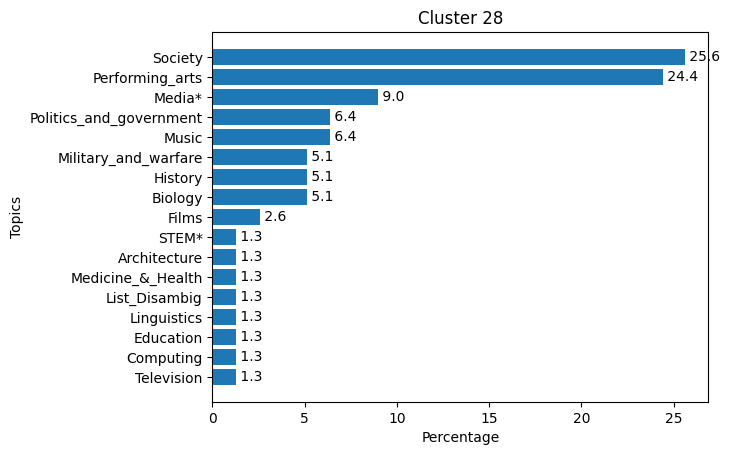 Cluster 28
Society 25.6
Performing_arts 24.4
Media* 9.0
Politics_and_government 6.4
Music 6.4
Military_and_warfare 5.1
History 5.1
Biology 5.1
Films 2.6
STEM* 1.3
Architecture 1.3
Medicine_&_Health 1.3
List_Disambig 1.3
Linguistics 1.3
Education 1.3
Computing 1.3
Television 1.3
Topics
0 5 10 15 20 25
Percentage